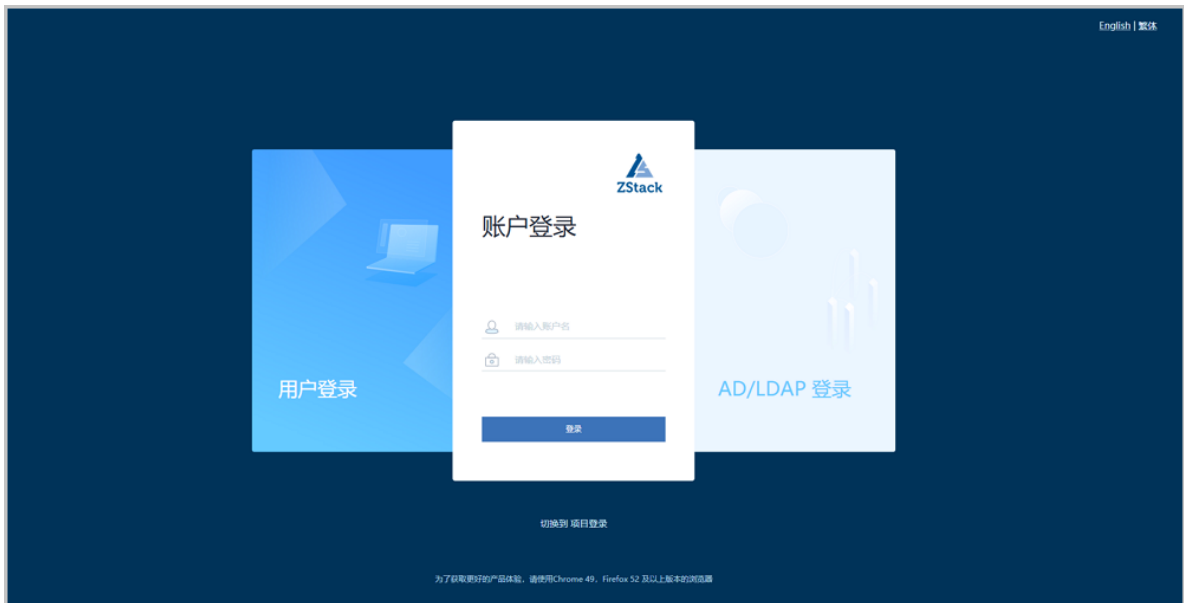 English | 繁体
ZStack
账户登录
请输入账户名
请输入密码
用户登录
AD/LDAP 登录
登录
切换到 项目登录
为了获取更好的产品体验，请使用Chrome 49，Firefox 52 及以上版本的浏览器